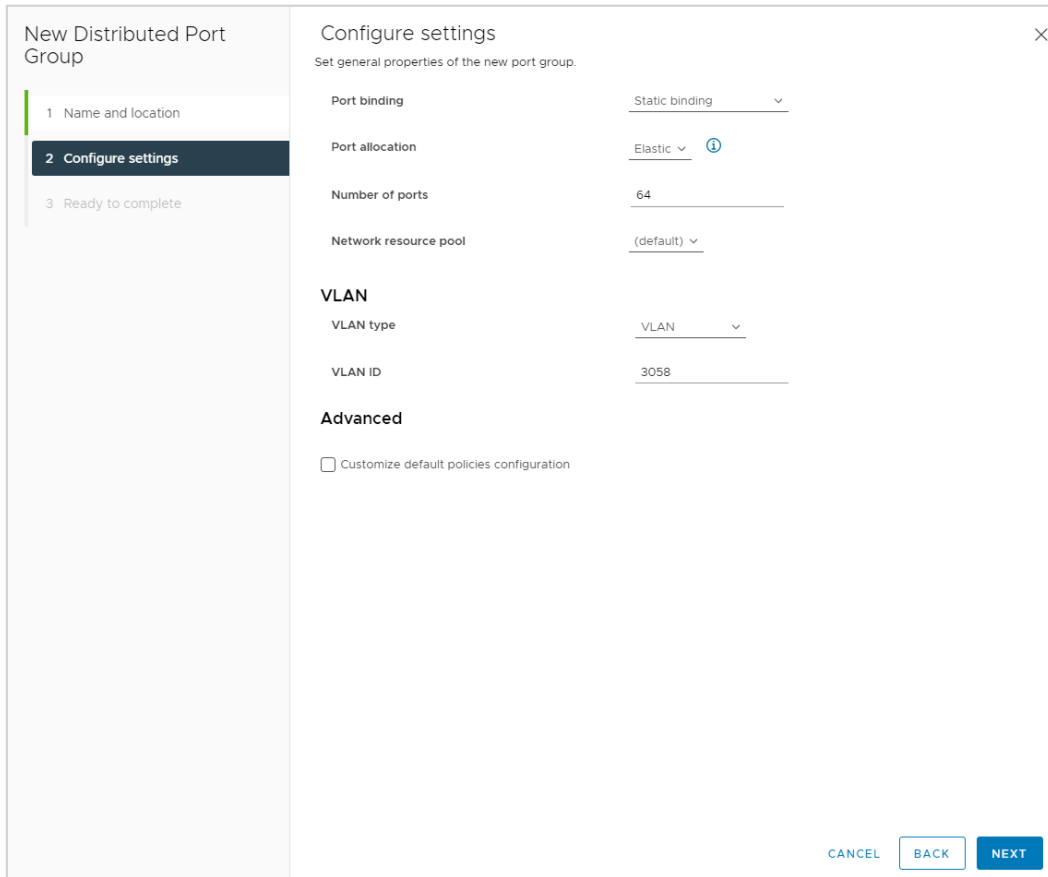 New Distributed Port
Group
1 Name and location
2 Configure settings
3 Ready to complete
Configure settings
Set general properties of the new port group.
Port binding Static binding
Port allocation Elastic
Number of ports 64
Network resource pool (default)
VLAN
VLAN type VLAN
VLAN ID 3058
Advanced
Customize default policies configuration
CANCEL BACK NEXT